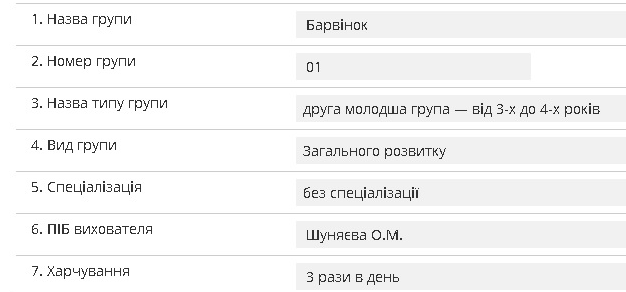 1. Назва групи
Барвінок
2. Номер групи
01
3. Назва типу групи
друга молодша група — від 3-х до 4-х років
4. Вид групи
Загального розвитку
5. Спеціалізація
без спеціалізації
6. ПІБ вихователя
Шуняєва О.М.
7. Харчування
3 рази в день